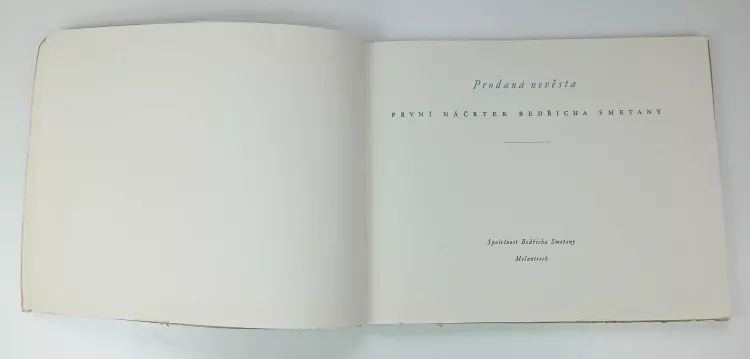 Prodaná nevěsta
PRVNÍ NÁČRTEK BEDŘICHA SMETANY
Společnost Bedřicha Smetany
Melantrich